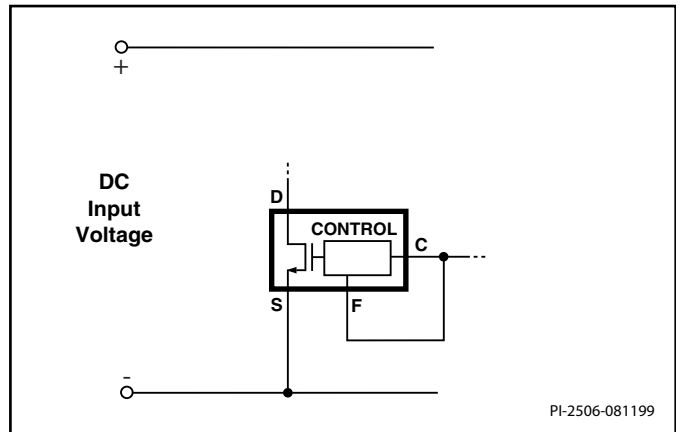 +
DC
Input
Voltage
D
CONTROL
C
S
F
-
PI-2506-081199